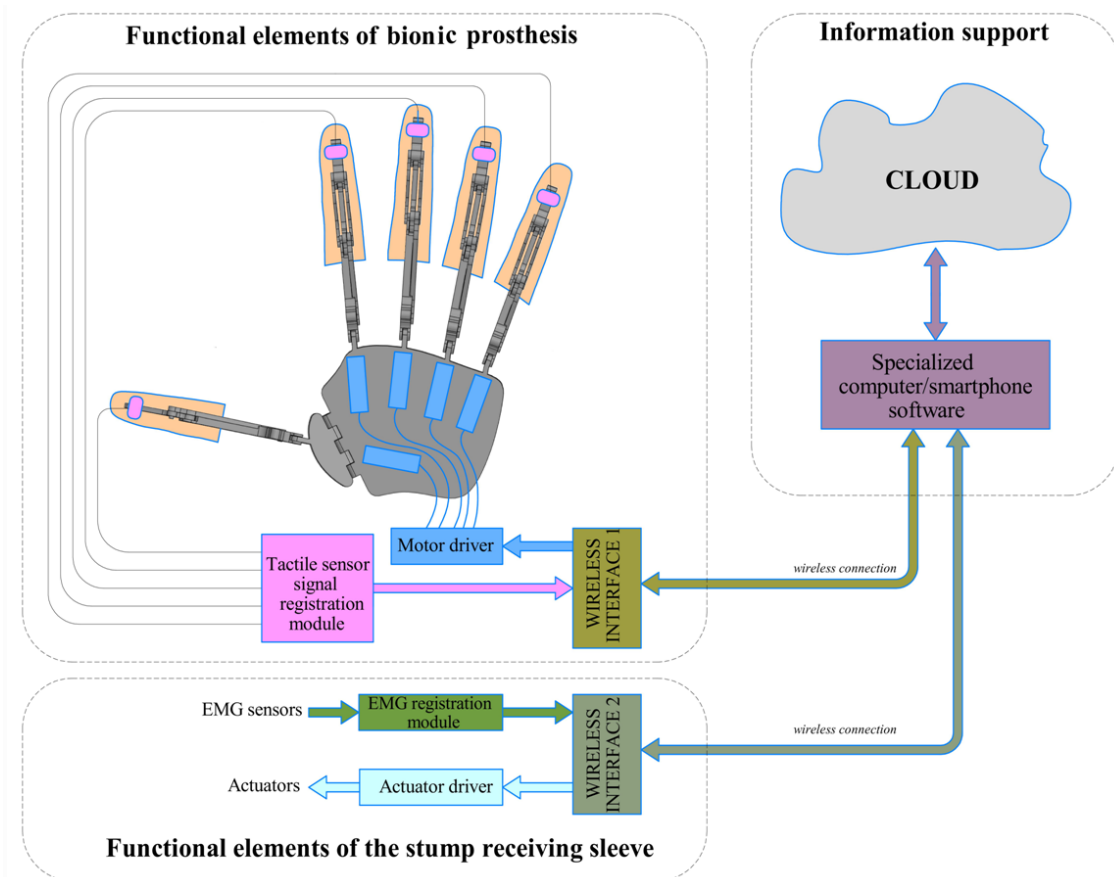 Functional elements of bionic prosthesis
Information support
CLOUD
Specialized
computer/smartphone
software
Motor driver
WIRELESS
INTERFACE 1
Tactile sensor
signal
registration
module
wireless connection
EMG sensors
EMG registration
module
WIRELESS
INTERFACE 2
wireless connection
Actuators
Actuator driver
Functional elements of the stump receiving sleeve